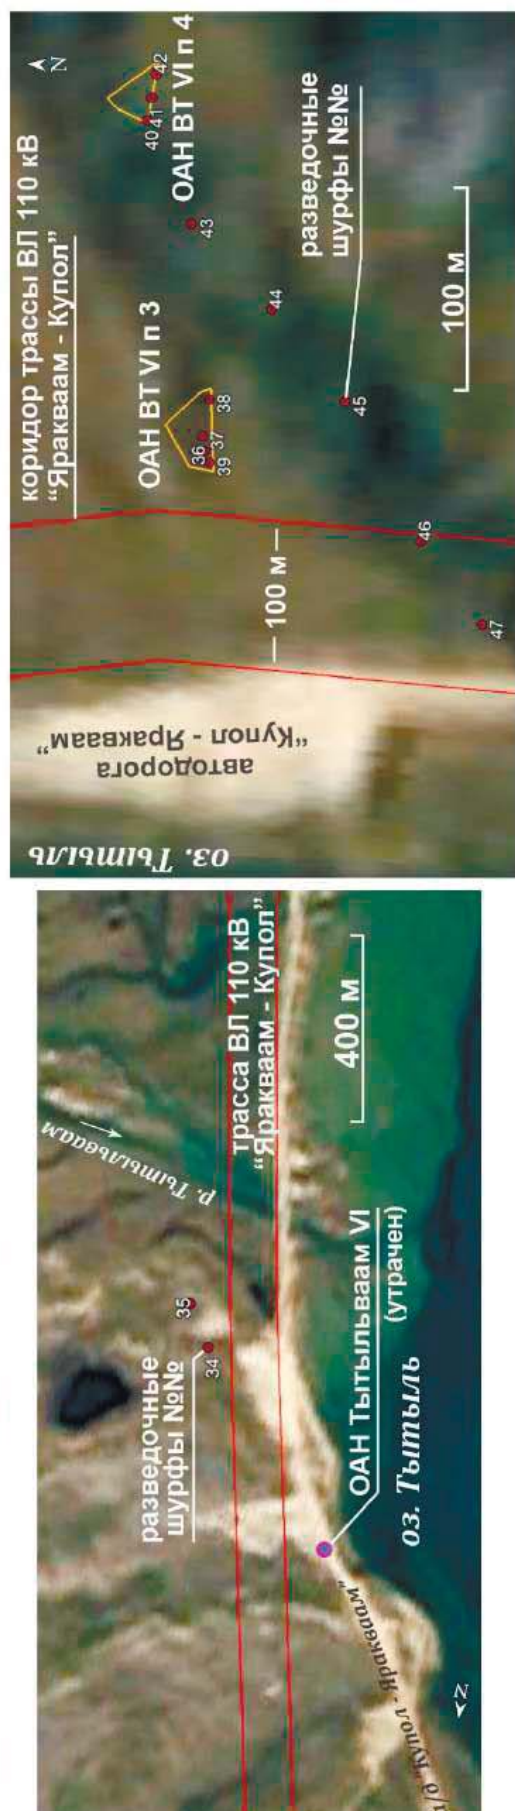 разведочные
шурфы №№
34
35
р. Тытыльваам
трасса ВЛ 110 кВ
“Яракваам - Купол”
400 м
ОАН Тытыльваам VI
(утрачен)
оз. Тытыль
"Купол - Яракваам"
N
оз. Тытыль
автодорога
“Купол - Яракваам”
коридор трассы ВЛ 110 кВ
“Яракваам - Купол”
N
100 м
ОАН ВТ VI п 3
36
37
38
39
ОАН ВТ VI п 4
40
41
42
43
44
45
46
47
разведочные
шурфы №№
100 м